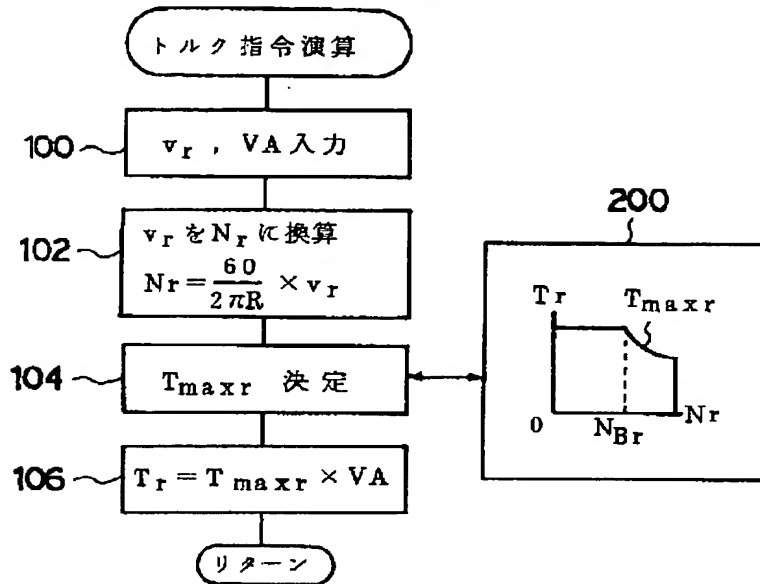 トルク指令演算
100
vr , VA入力
102
vrをNrに換算
Nr=60/2πR × vr
104
Tmaxr 決定
106
Tr=Tmaxr×VA
リターン
200
Tr
Tmaxr
0
NBr
Nr